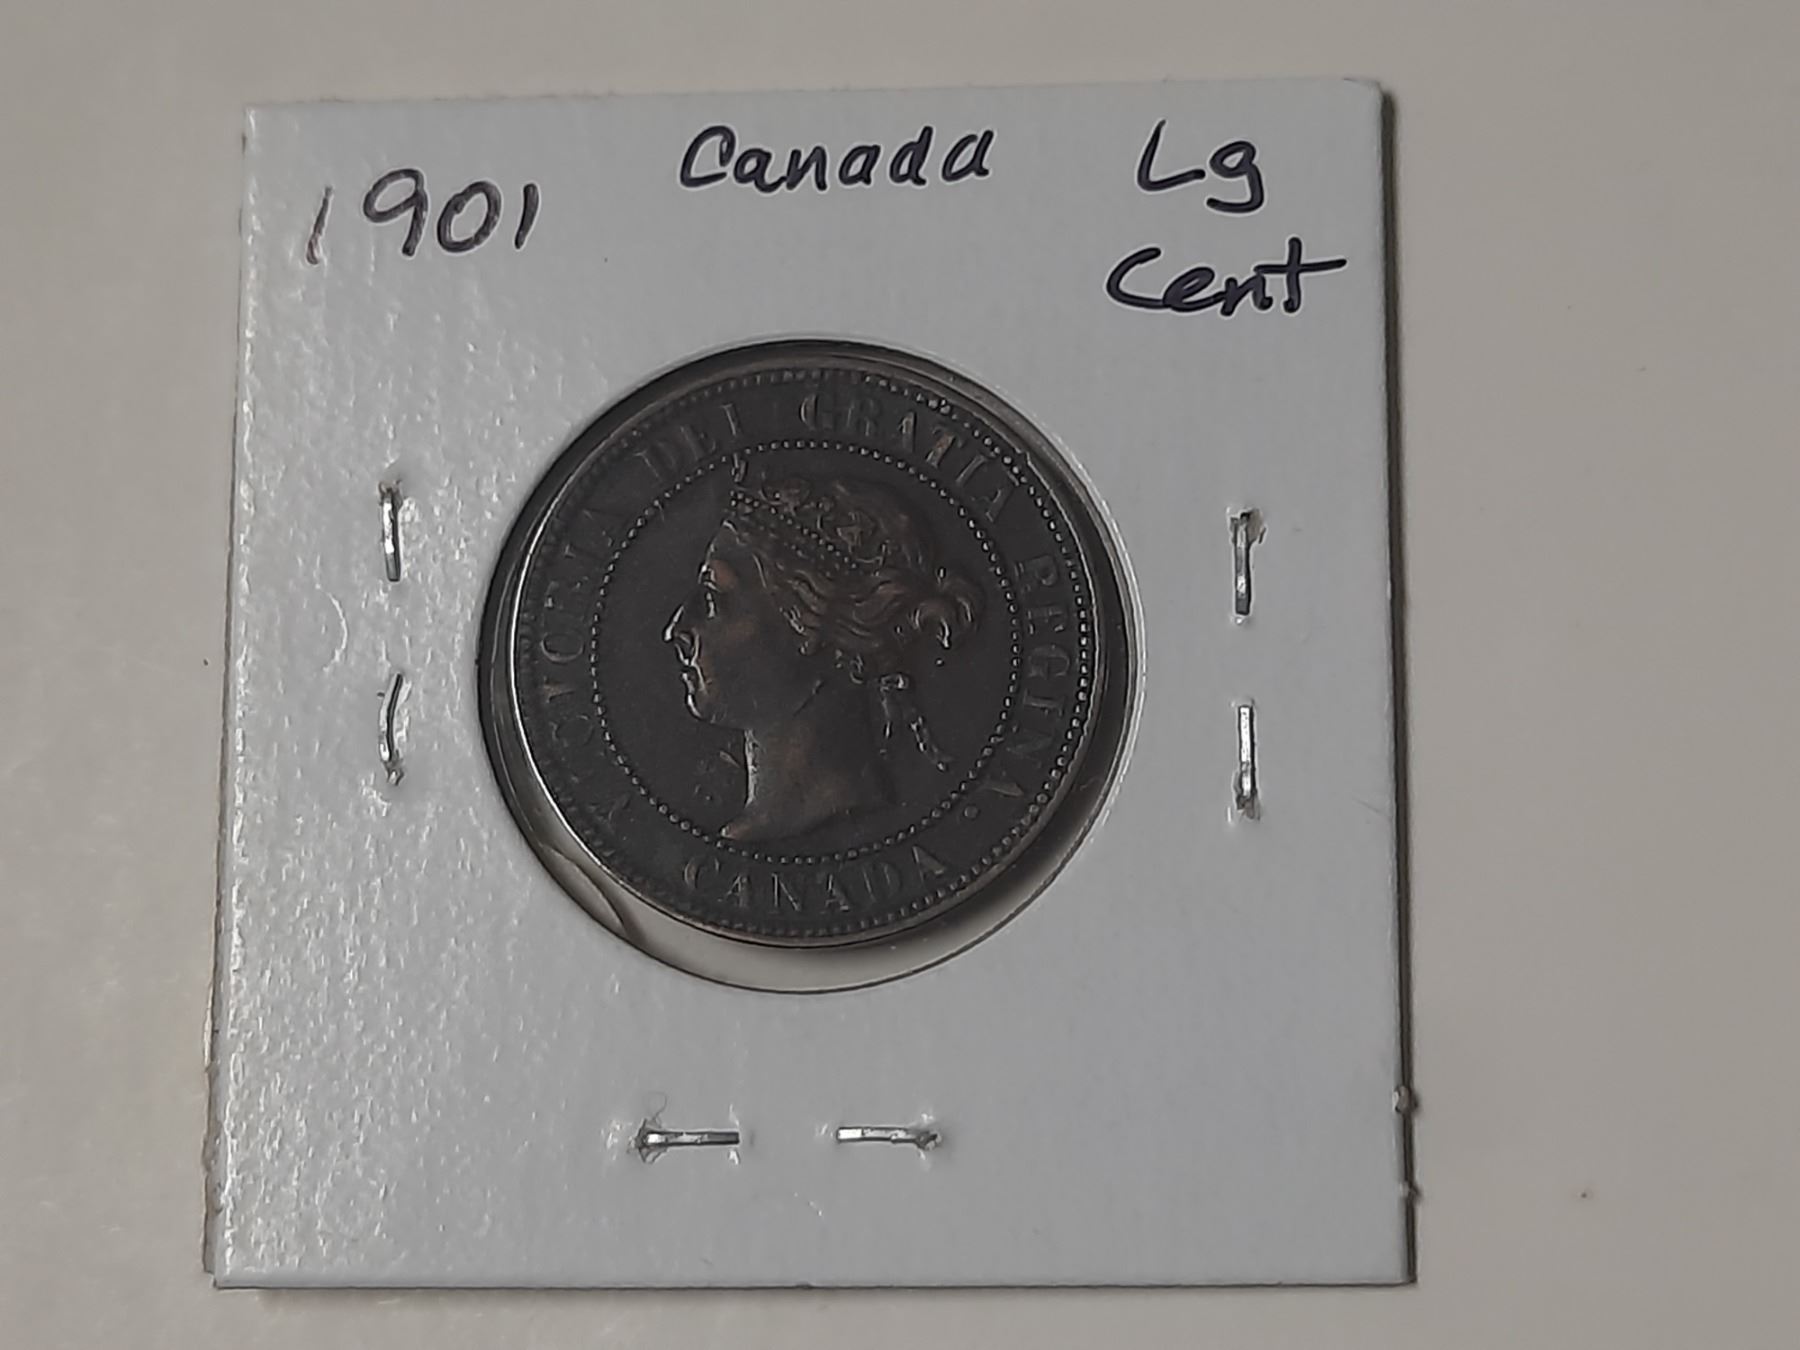 1901 Canada Lg
Cent
VICTORIA DEI GRATIA REGINA.
CANADA